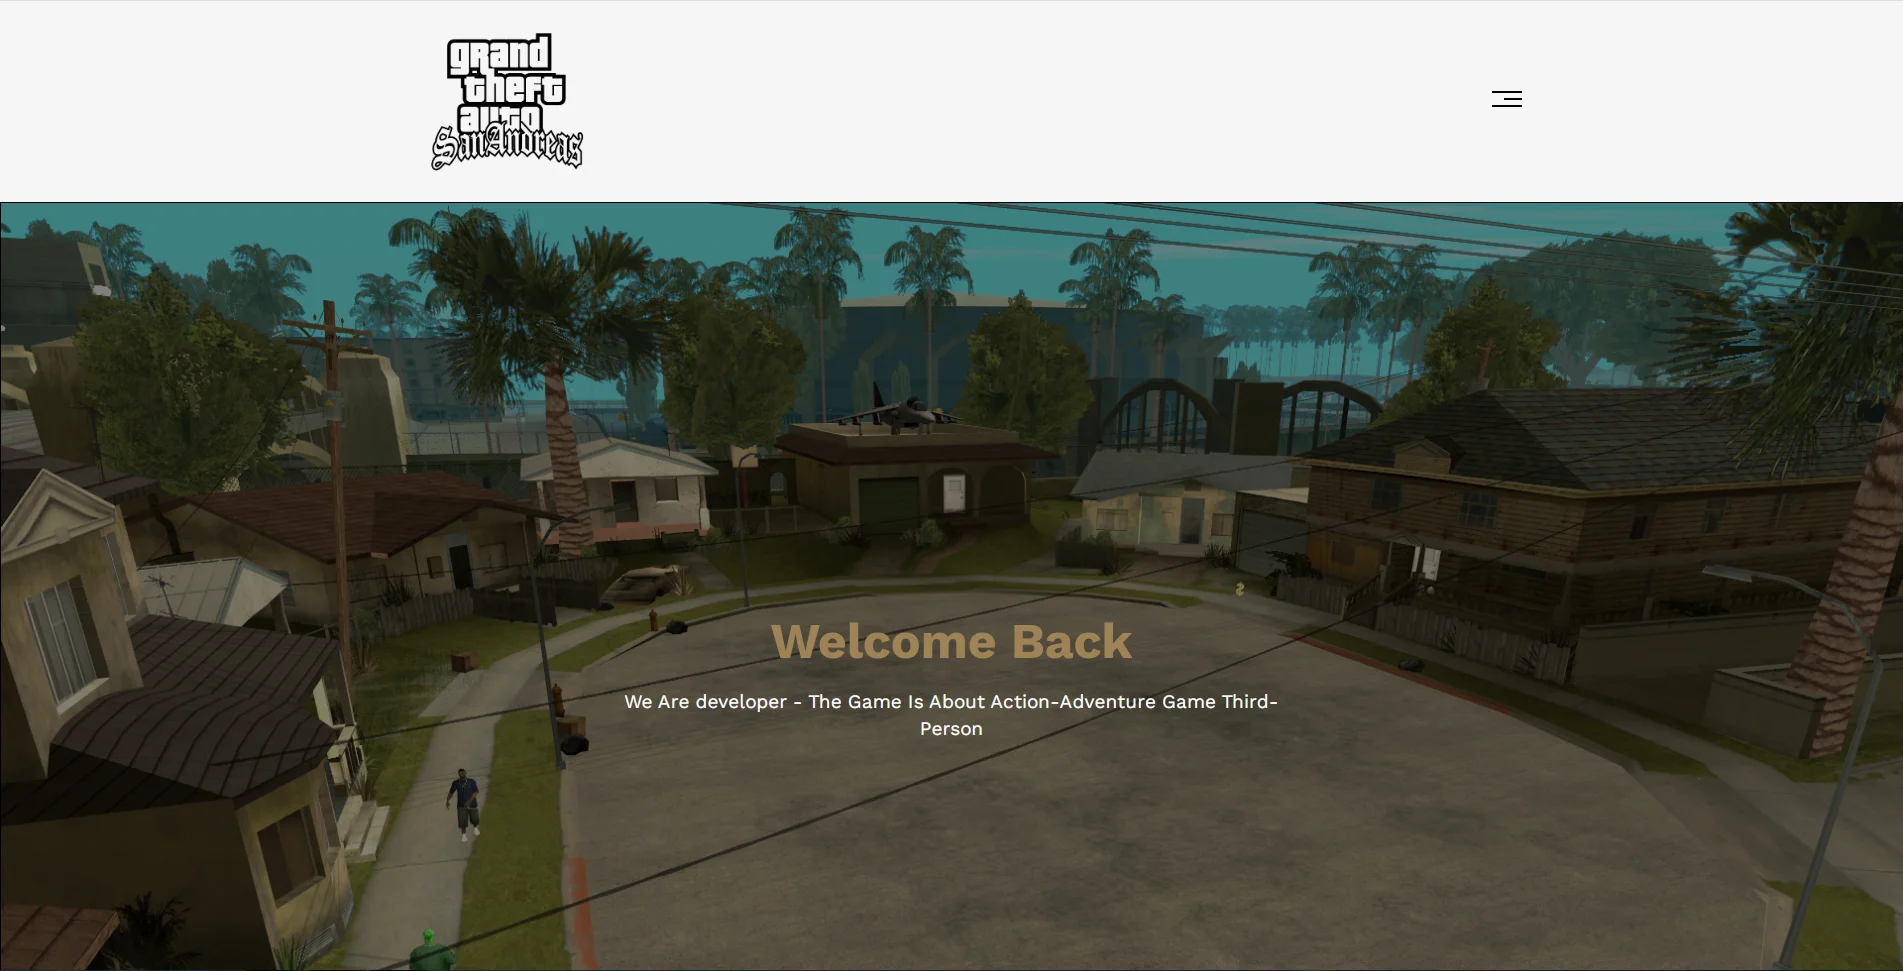 grand
theft
auto
San Andreas
Welcome Back
We Are developer - The Game Is About Action-Adventure Game Third-
Person